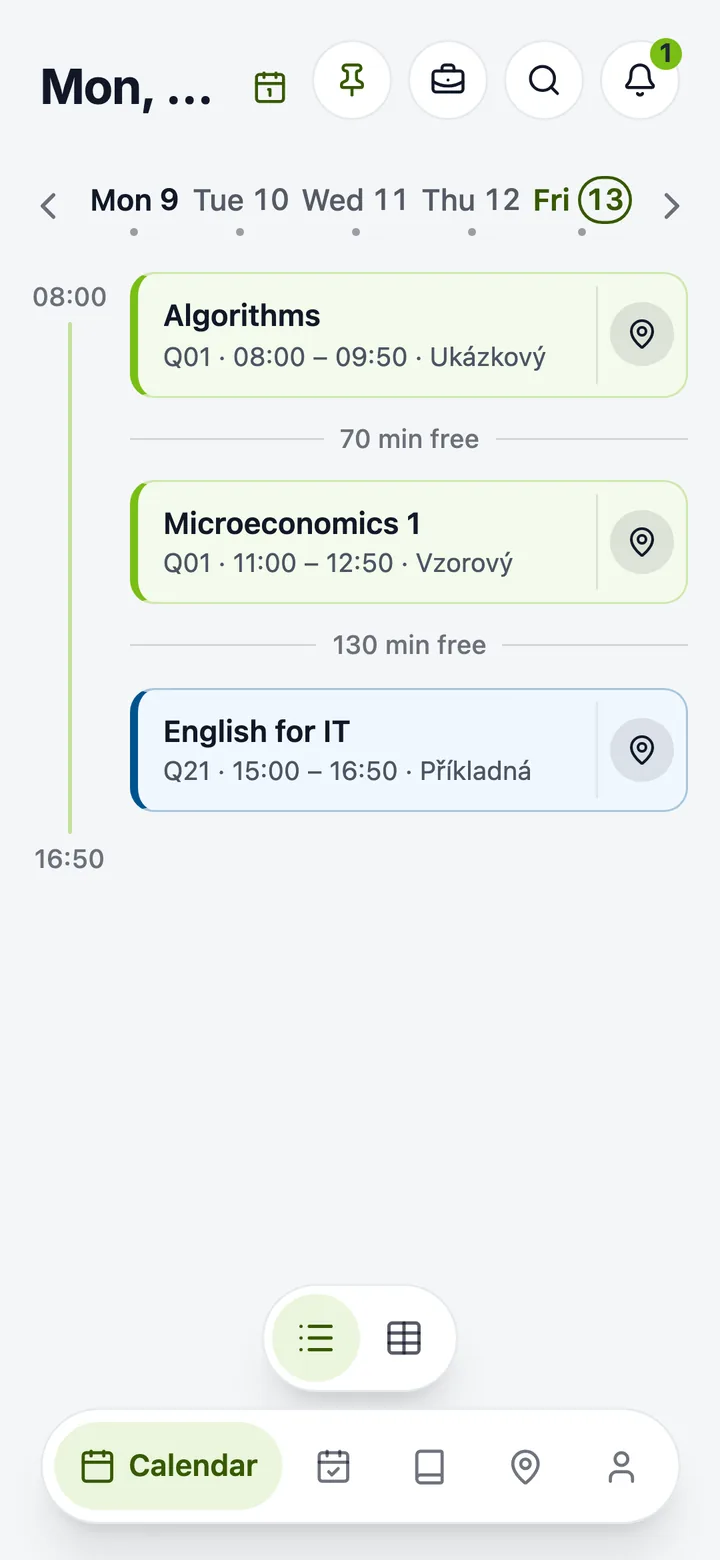 Mon, ...
1
1
Mon 9 Tue 10 Wed 11 Thu 12 Fri 13
08:00
Algorithms
Q01 · 08:00 – 09:50 · Ukázkový
70 min free
Microeconomics 1
Q01 · 11:00 – 12:50 · Vzorový
130 min free
English for IT
Q21 · 15:00 – 16:50 · Příkladná
16:50
Calendar